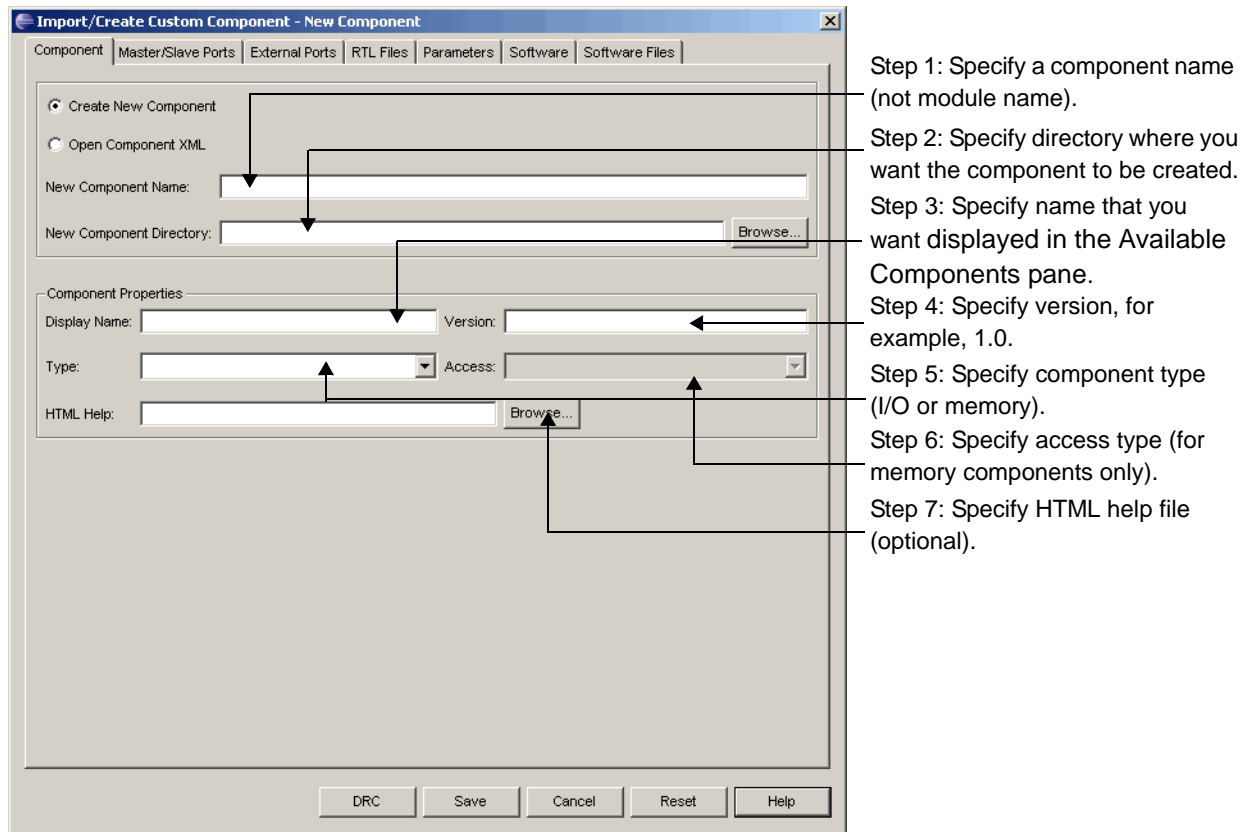 Import/Create Custom Component - New Component
Component
Master/Slave Ports
External Ports
RTL Files
Parameters
Software
Software Files
Create New Component
Open Component XML
New Component Name:
New Component Directory:
Browse...
Component Properties
Display Name:
Version:
Type:
Access:
HTML Help:
Browse...
DRC
Save
Cancel
Reset
Help
Step 1: Specify a component name
(not module name).
Step 2: Specify directory where you
want the component to be created.
Step 3: Specify name that you
want displayed in the Available
Components pane.
Step 4: Specify version, for
example, 1.0.
Step 5: Specify component type
(I/O or memory).
Step 6: Specify access type (for
memory components only).
Step 7: Specify HTML help file
(optional).